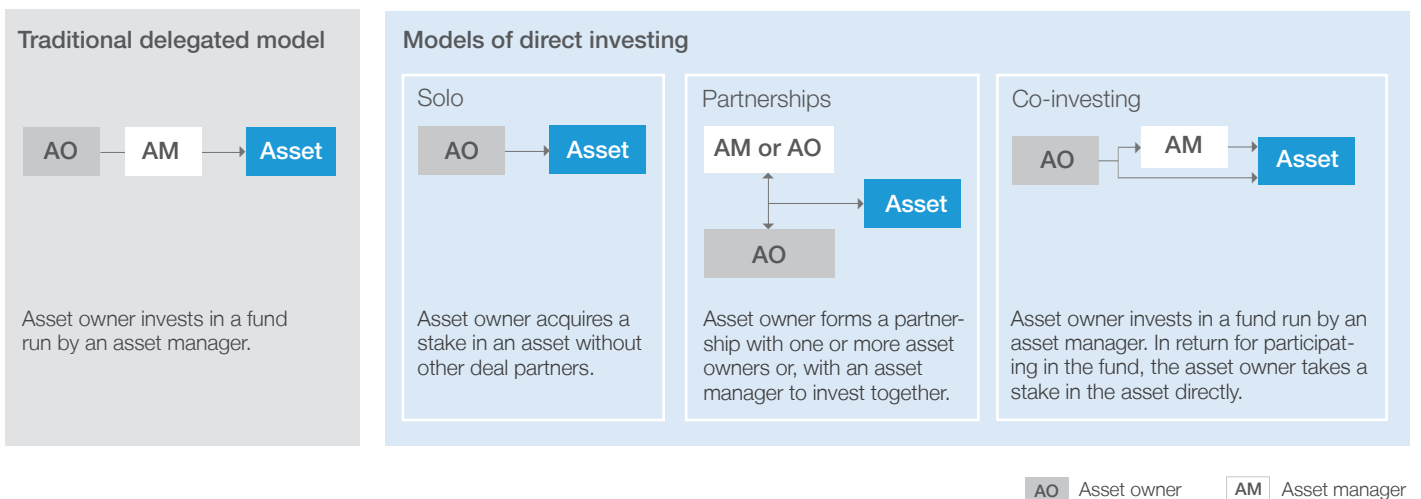 Traditional delegated model
AO
AM
Asset
Asset owner invests in a fund
run by an asset manager.
Models of direct investing
Solo
AO
Asset
Asset owner acquires a
stake in an asset without
other deal partners.
Partnerships
AM or AO
Asset
AO
Asset owner forms a partner-
ship with one or more asset
owners or, with an asset
manager to invest together.
Co-investing
AO
AM
Asset
Asset owner invests in a fund run by an
asset manager. In return for participat-
ing in the fund, the asset owner takes a
stake in the asset directly.
AO Asset owner
AM Asset manager